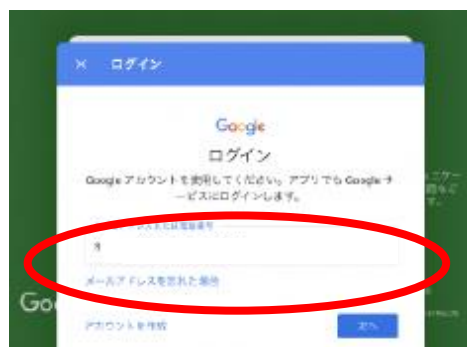 × ログイン
Google
ログイン
Google アカウントを使用してください。アプリでも Google サ
ービスにログインします。
メールアドレスを忘れた場合
アカウントを作成
次へ
Goo